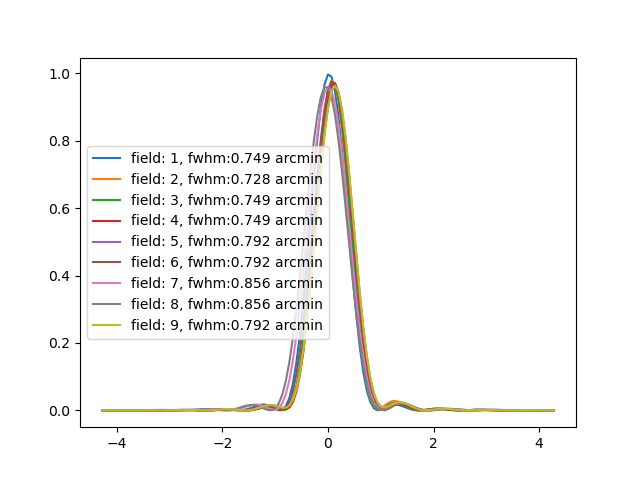 1.0
0.8
0.6
0.4
0.2
0.0
field: 1, fwhm:0.749 arcmin
field: 2, fwhm:0.728 arcmin
field: 3, fwhm:0.749 arcmin
field: 4, fwhm:0.749 arcmin
field: 5, fwhm:0.792 arcmin
field: 6, fwhm:0.792 arcmin
field: 7, fwhm:0.856 arcmin
field: 8, fwhm:0.856 arcmin
field: 9, fwhm:0.792 arcmin
−4 −2 0 2 4